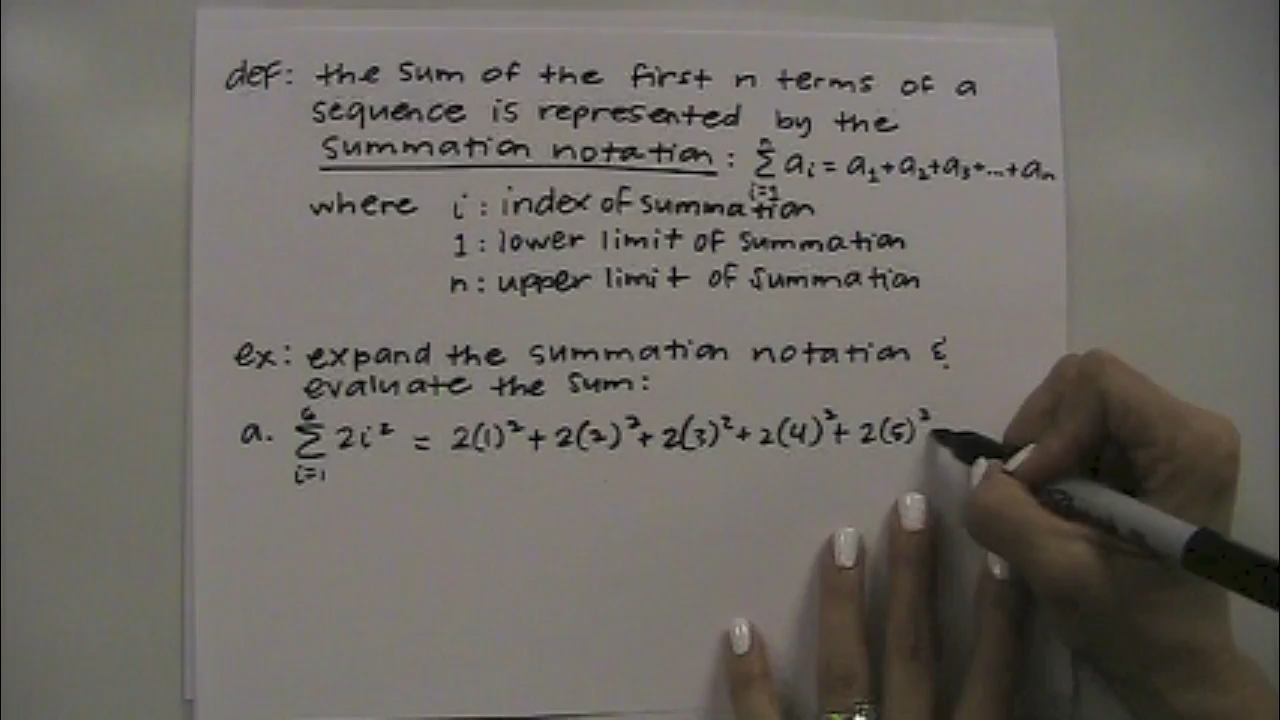 def: the sum of the first n terms of a
sequence is represented by the
summation notation: ∑ᵢ₌₁ⁿ aᵢ = a₁+a₂+a₃+...+aₙ
where i: index of summation
1: lower limit of summation
n: upper limit of summation
ex: expand the summation notation &
evaluate the sum:
a. ∑ᵢ₌₁⁶ 2i² = 2(1)²+2(2)²+2(3)²+2(4)²+2(5)²